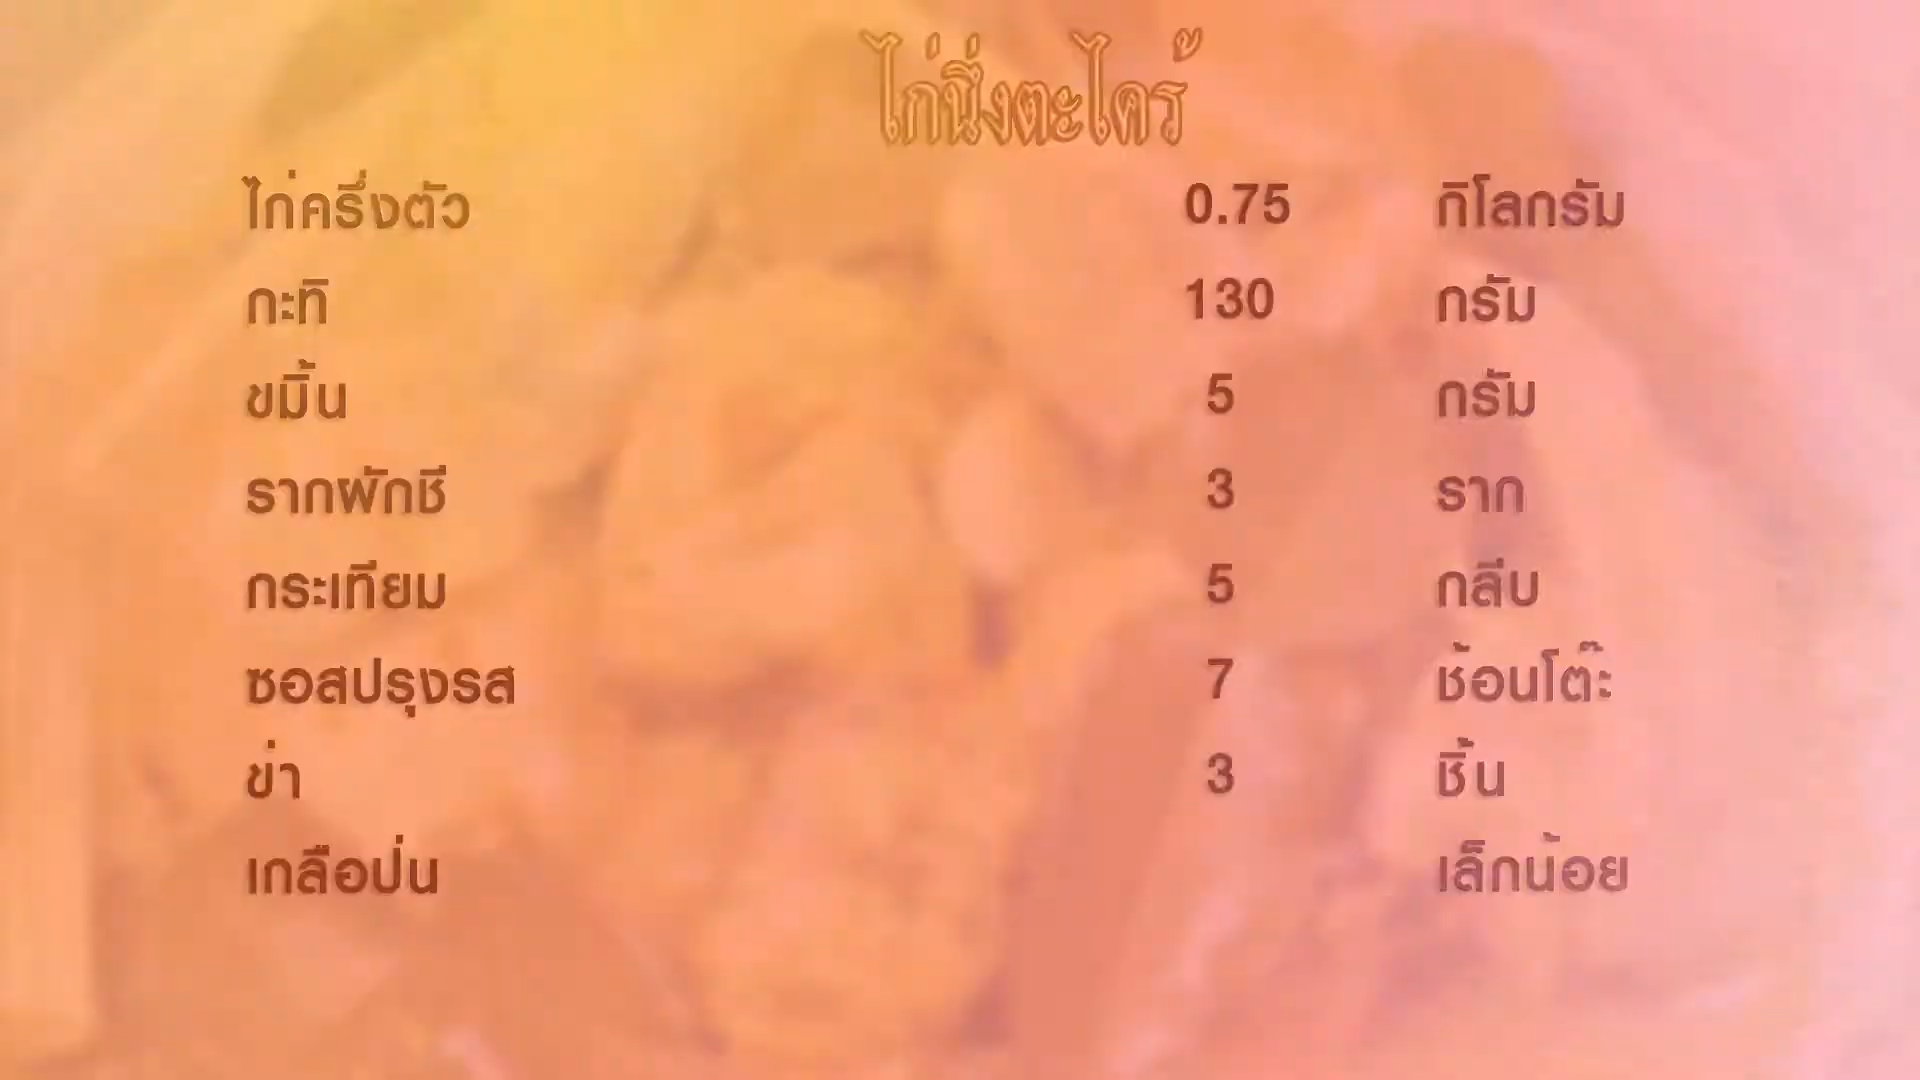 ไก่นึ่งตะไคร้
ไก่ครึ่งตัว 0.75 กิโลกรัม
กะทิ 130 กรัม
ขมิ้น 5 กรัม
รากผักชี 3 ราก
กระเทียม 5 กลีบ
ซอสปรุงรส 7 ช้อนโต๊ะ
ข่า 3 ชิ้น
เกลือป่น เล็กน้อย